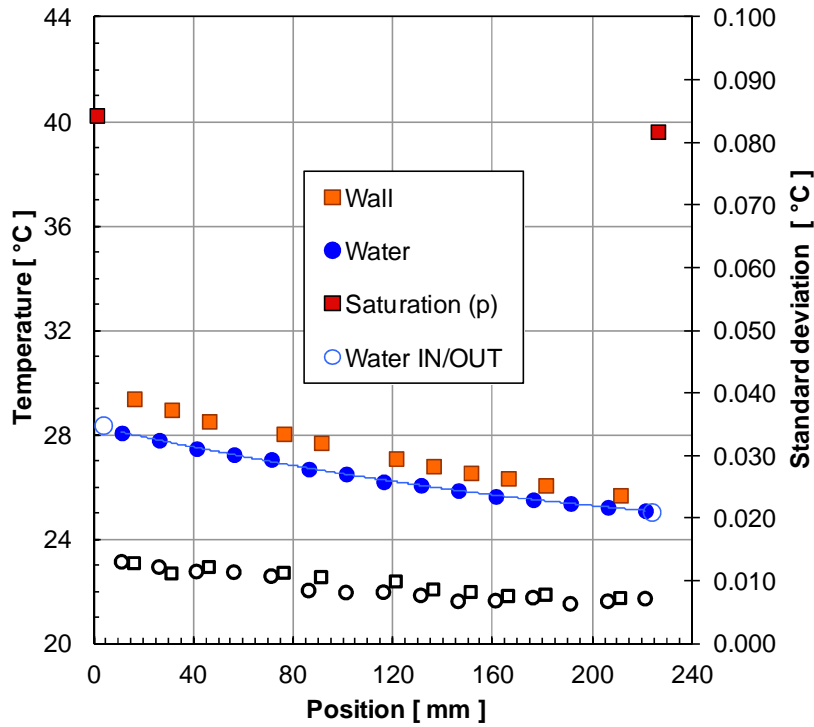 44
40
36
32
28
24
20
Temperature [ °C ]
Wall
Water
Saturation (p)
Water IN/OUT
0.100
0.090
0.080
0.070
0.060
0.050
0.040
0.030
0.020
0.010
0.000
Standard deviation [ °C ]
0 40 80 120 160 200 240
Position [ mm ]